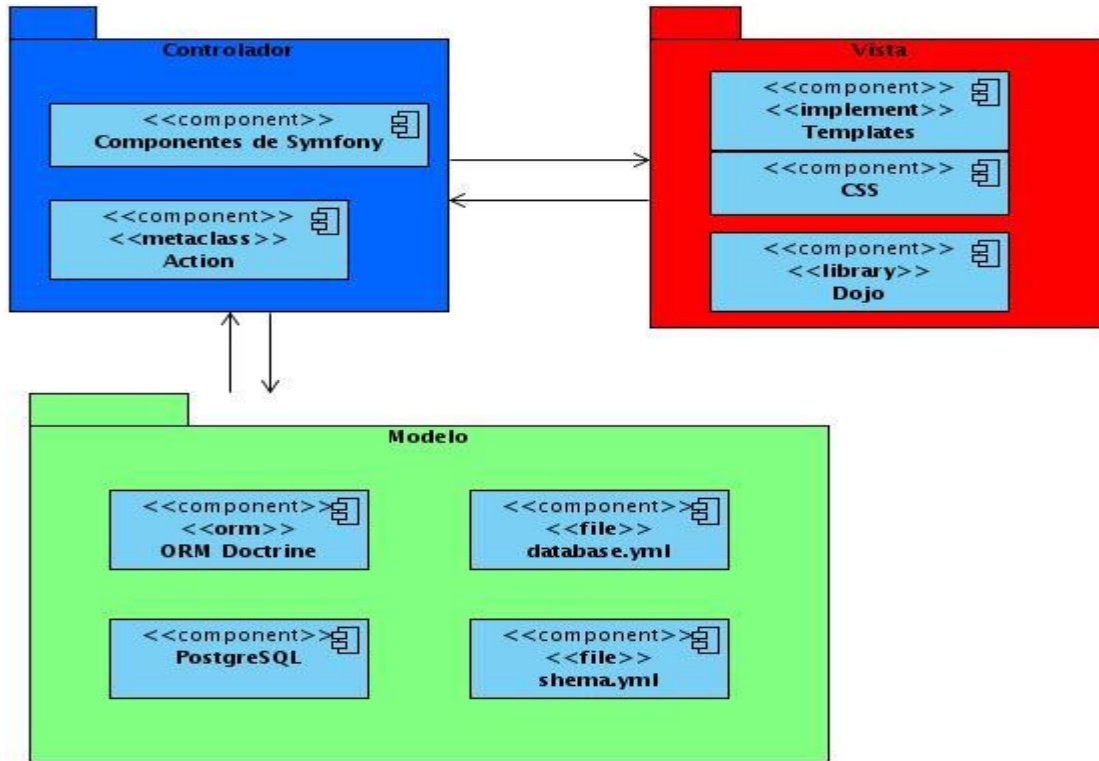 Controlador
<<component>>
Componentes de Symfony
<<component>>
<<metaclass>>
Action
Vista
<<component>>
<<implement>>
Templates
<<component>>
CSS
<<component>>
<<library>>
Dojo
Modelo
<<component>>
<<orm>>
ORM Doctrine
<<component>>
<<file>>
database.yml
<<component>>
PostgreSQL
<<component>>
<<file>>
shema.yml